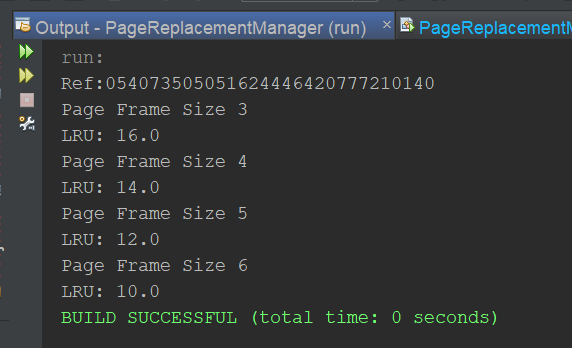 Output - PageReplacementManager (run) × PageReplacementM
run:
Ref:054073505051624446420777210140
Page Frame Size 3
LRU: 16.0
Page Frame Size 4
LRU: 14.0
Page Frame Size 5
LRU: 12.0
Page Frame Size 6
LRU: 10.0
BUILD SUCCESSFUL (total time: 0 seconds)